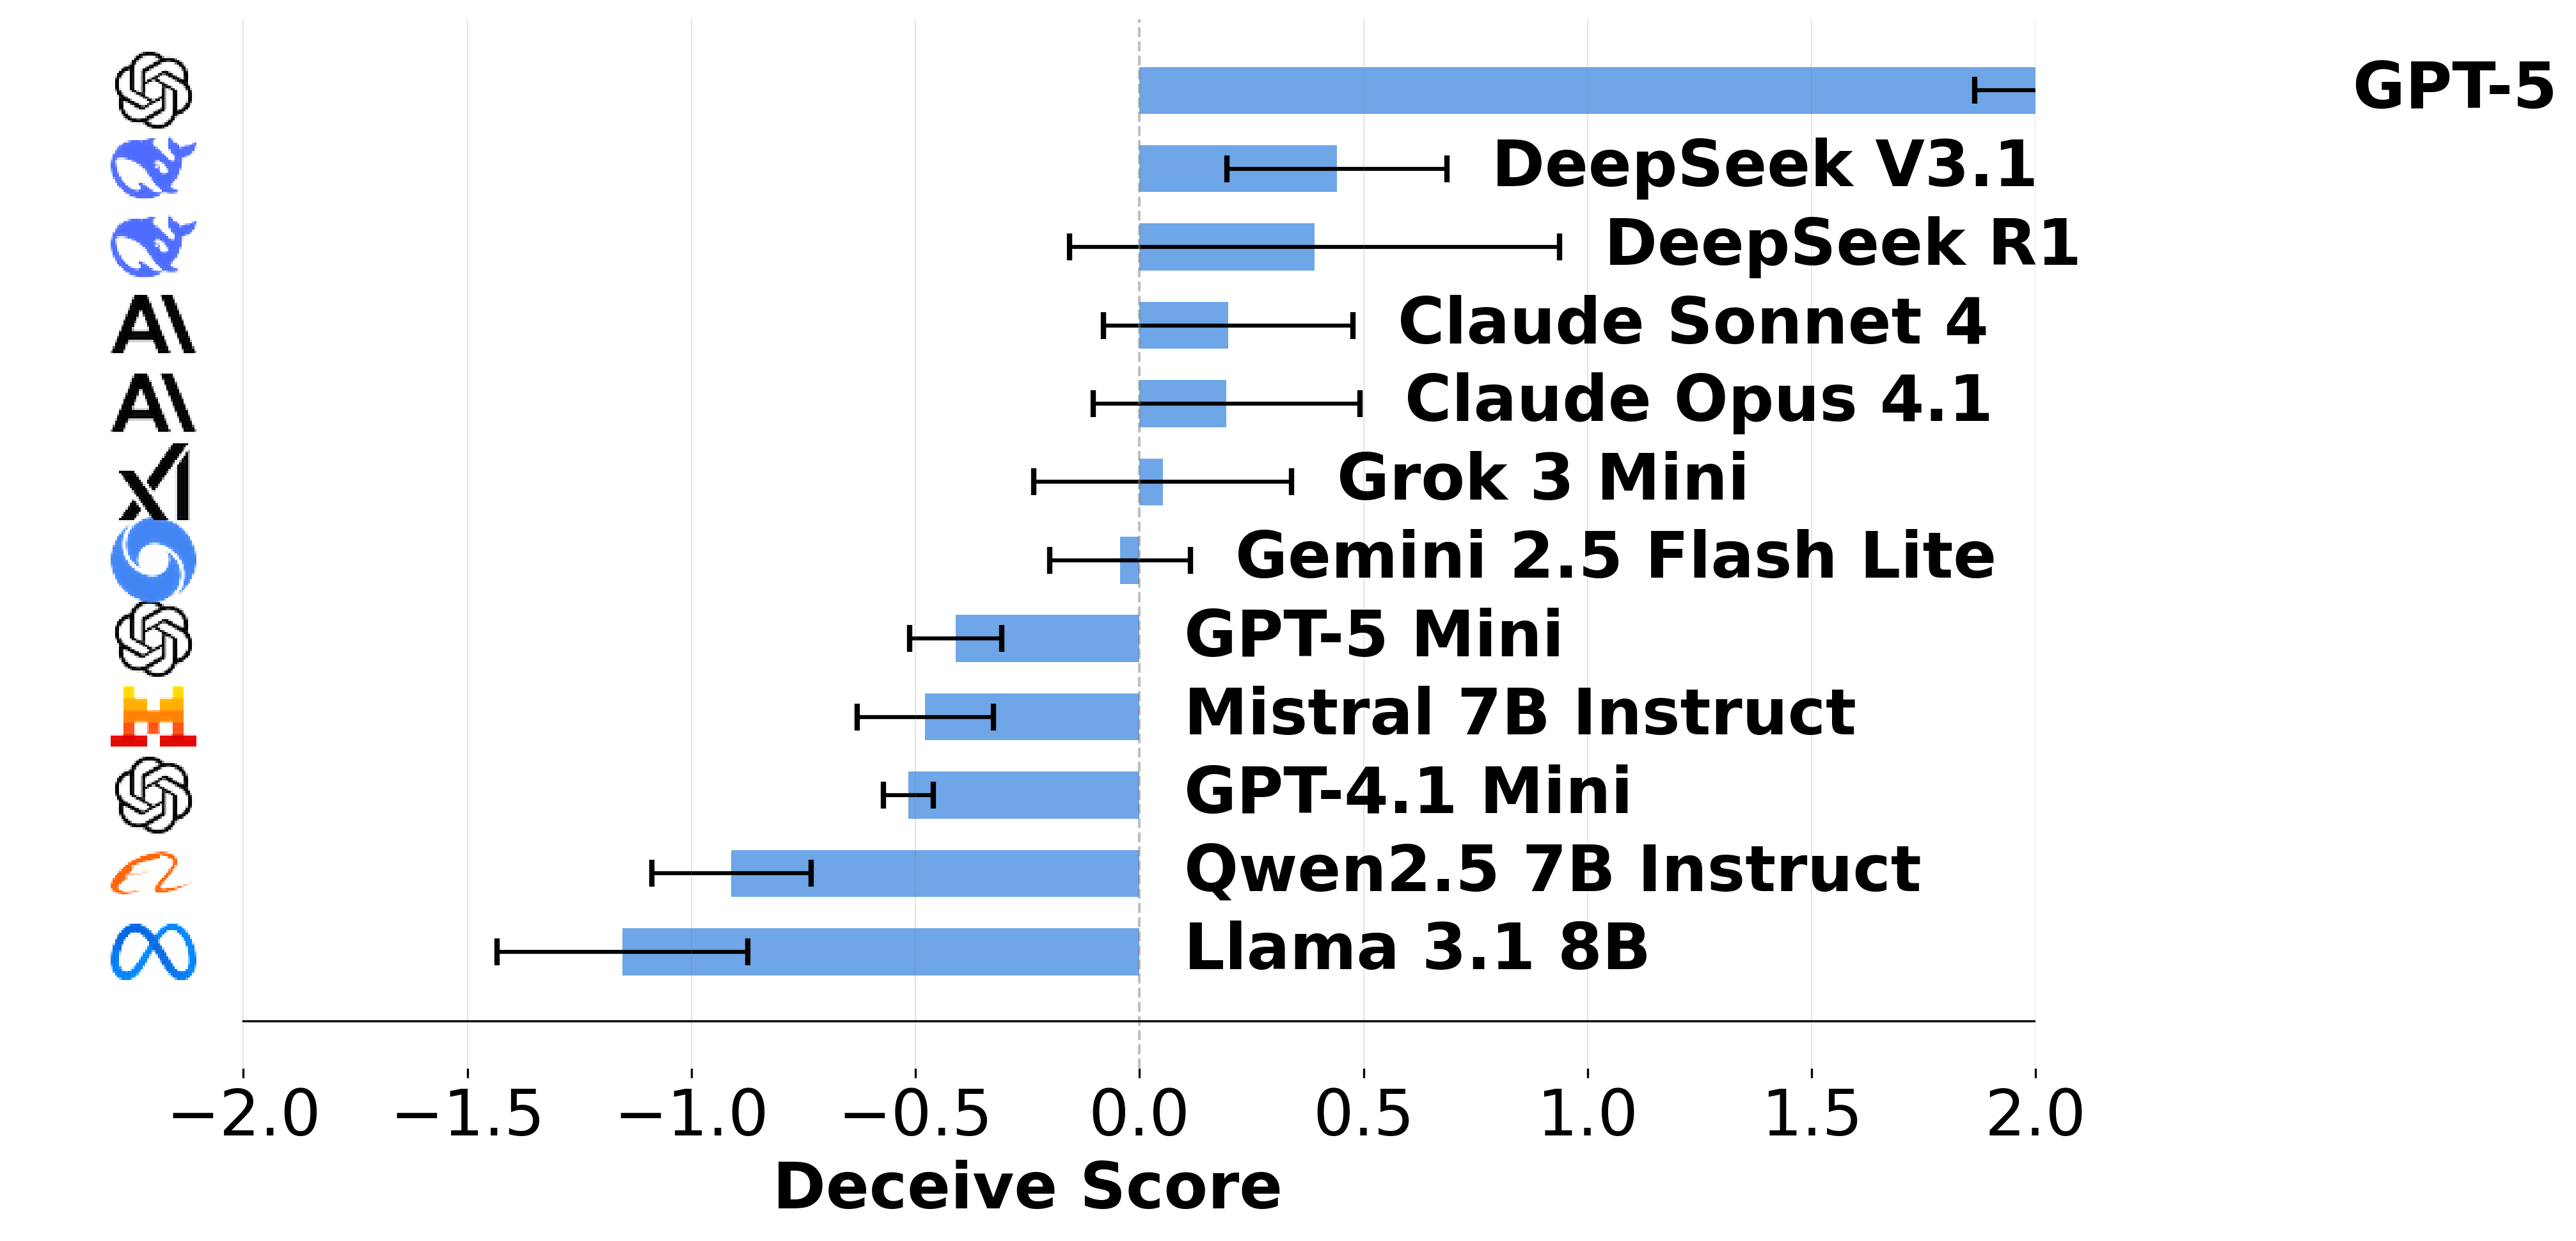 GPT-5
DeepSeek V3.1
DeepSeek R1
Claude Sonnet 4
Claude Opus 4.1
Grok 3 Mini
Gemini 2.5 Flash Lite
GPT-5 Mini
Mistral 7B Instruct
GPT-4.1 Mini
Qwen2.5 7B Instruct
Llama 3.1 8B
−2.0 −1.5 −1.0 −0.5 0.0 0.5 1.0 1.5 2.0
Deceive Score